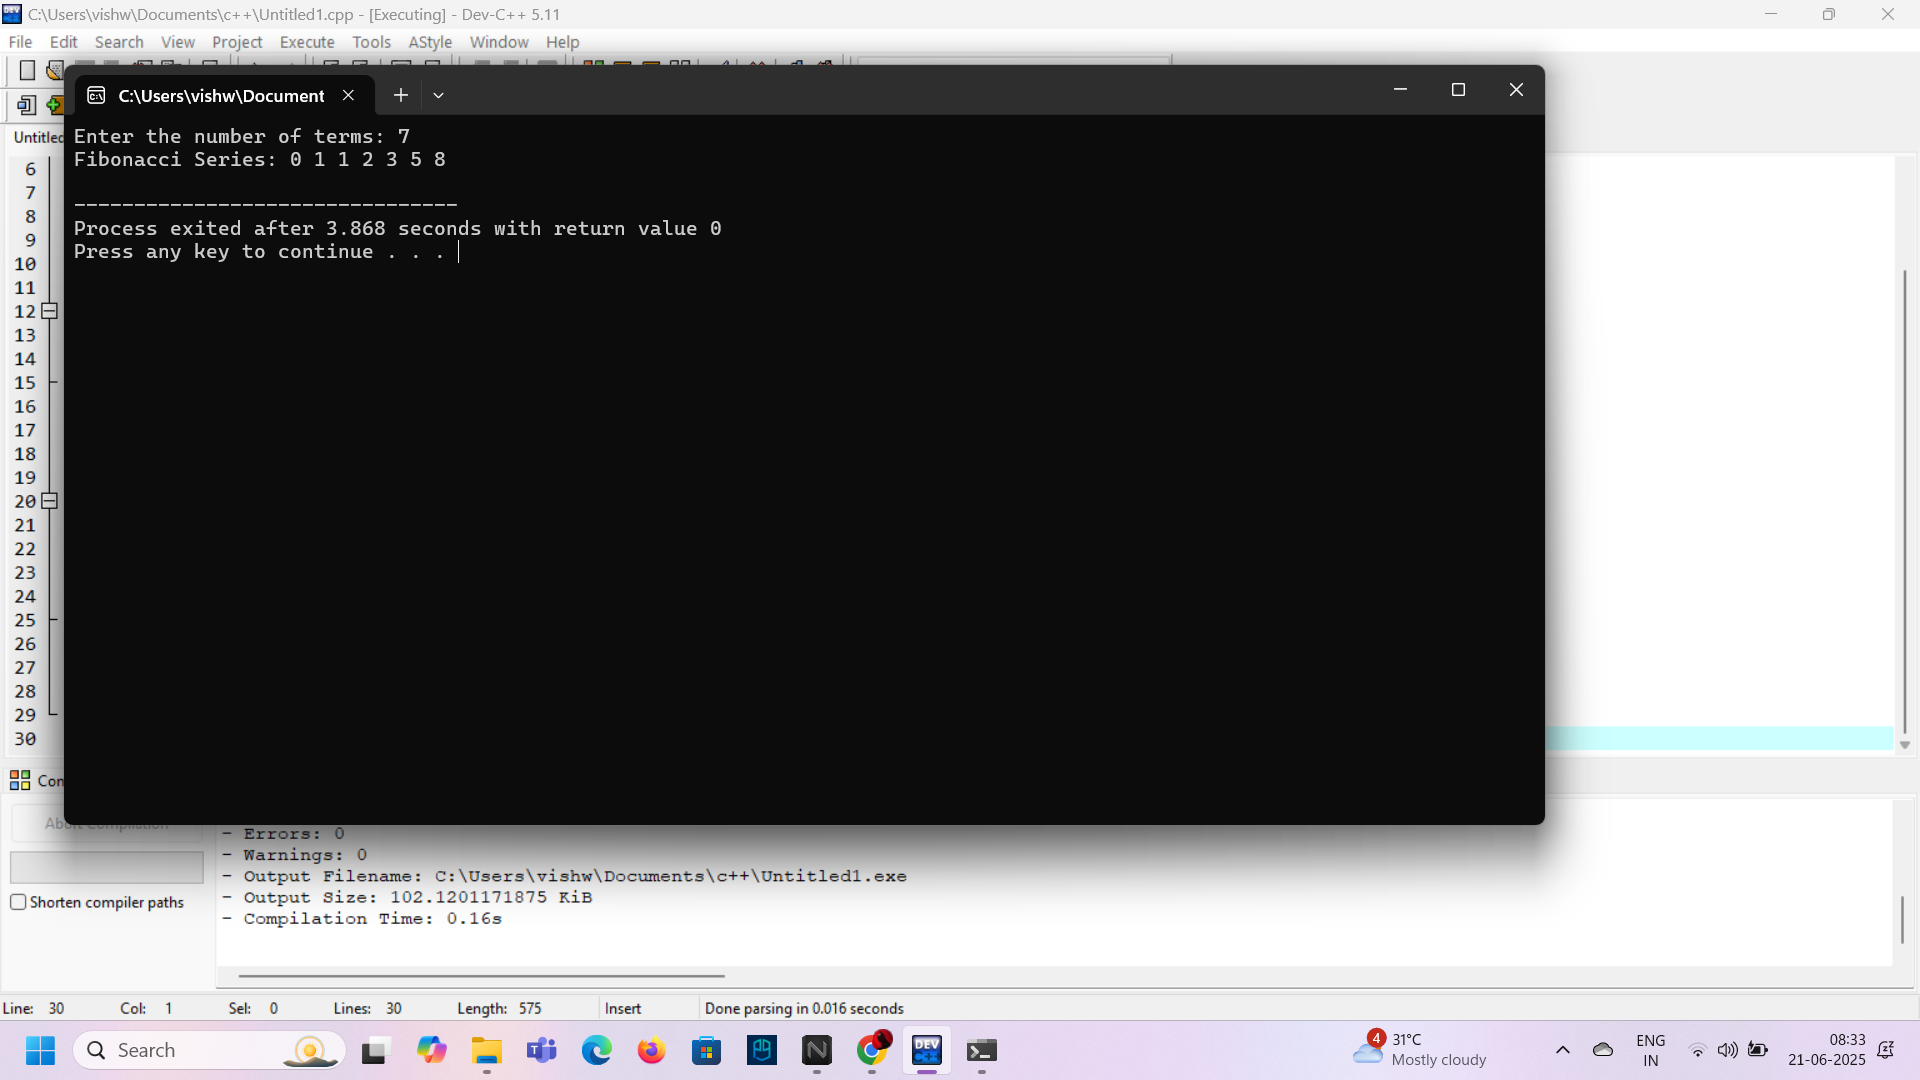 C:\Users\vishw\Documents\c++\Untitled1.cpp - [Executing] - Dev-C++ 5.11
File Edit Search View Project Execute Tools AStyle Window Help
C:\Users\vishw\Document
Enter the number of terms: 7
Fibonacci Series: 0 1 1 2 3 5 8
--------------------------------
Process exited after 3.868 seconds with return value 0
Press any key to continue . . .
6
7
8
9
10
11
12
13
14
15
16
17
18
19
20
21
22
23
24
25
26
27
28
29
30
Abort Compilation
Shorten compiler paths
- Errors: 0
- Warnings: 0
- Output Filename: C:\Users\vishw\Documents\c++\Untitled1.exe
- Output Size: 102.1201171875 KiB
- Compilation Time: 0.16s
Line: 30 Col: 1 Sel: 0 Lines: 30 Length: 575 Insert Done parsing in 0.016 seconds
Search
DEV C++
4
31°C
Mostly cloudy
ENG
IN
08:33
21-06-2025